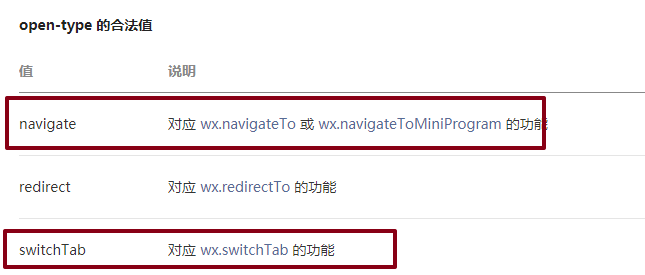 open-type 的合法值
值 说明
navigate 对应 wx.navigateTo 或 wx.navigateToMiniProgram 的功能
redirect 对应 wx.redirectTo 的功能
switchTab 对应 wx.switchTab 的功能